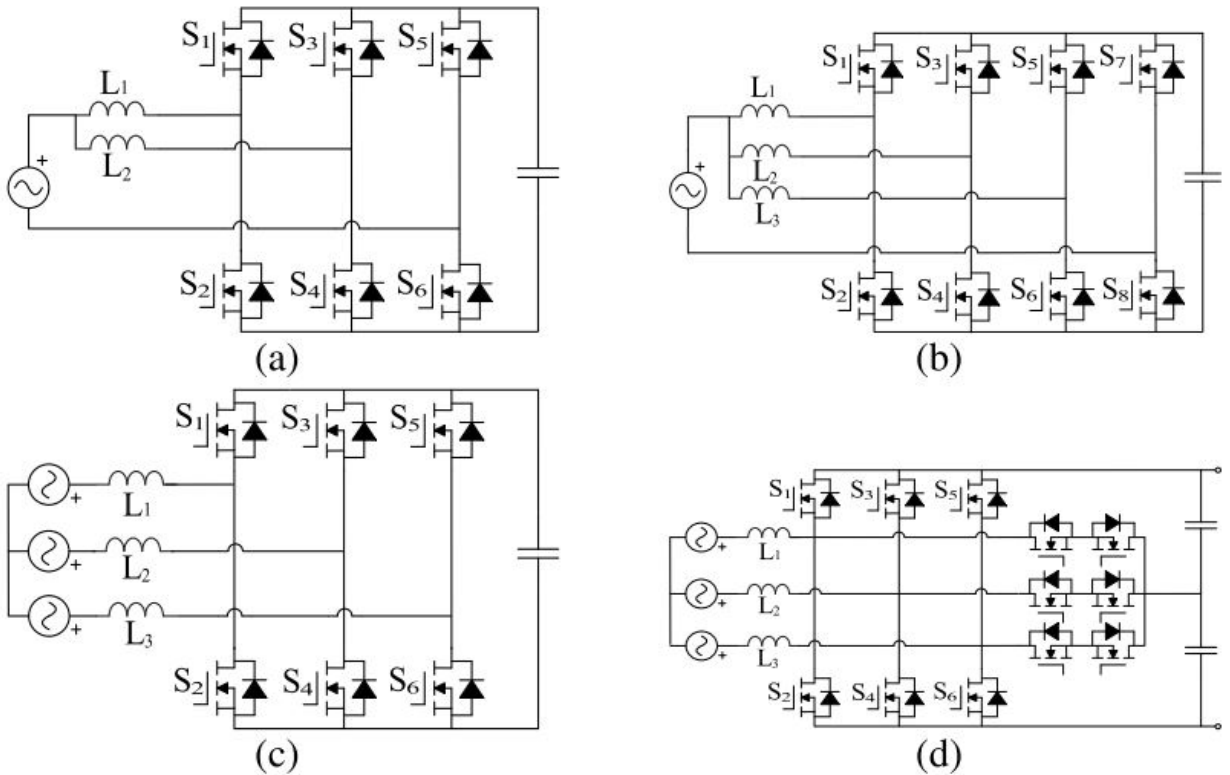 S1 S3 S5
L1
L2
+
S2 S4 S6
(a)
S1 S3 S5 S7
L1
+
L2
L3
S2 S4 S6 S8
(b)
S1 S3 S5
+ L1
+ L2
+ L3
S2 S4 S6
(c)
S1 S3 S5
+ L1
+ L2
+ L3
S2 S4 S6
(d)